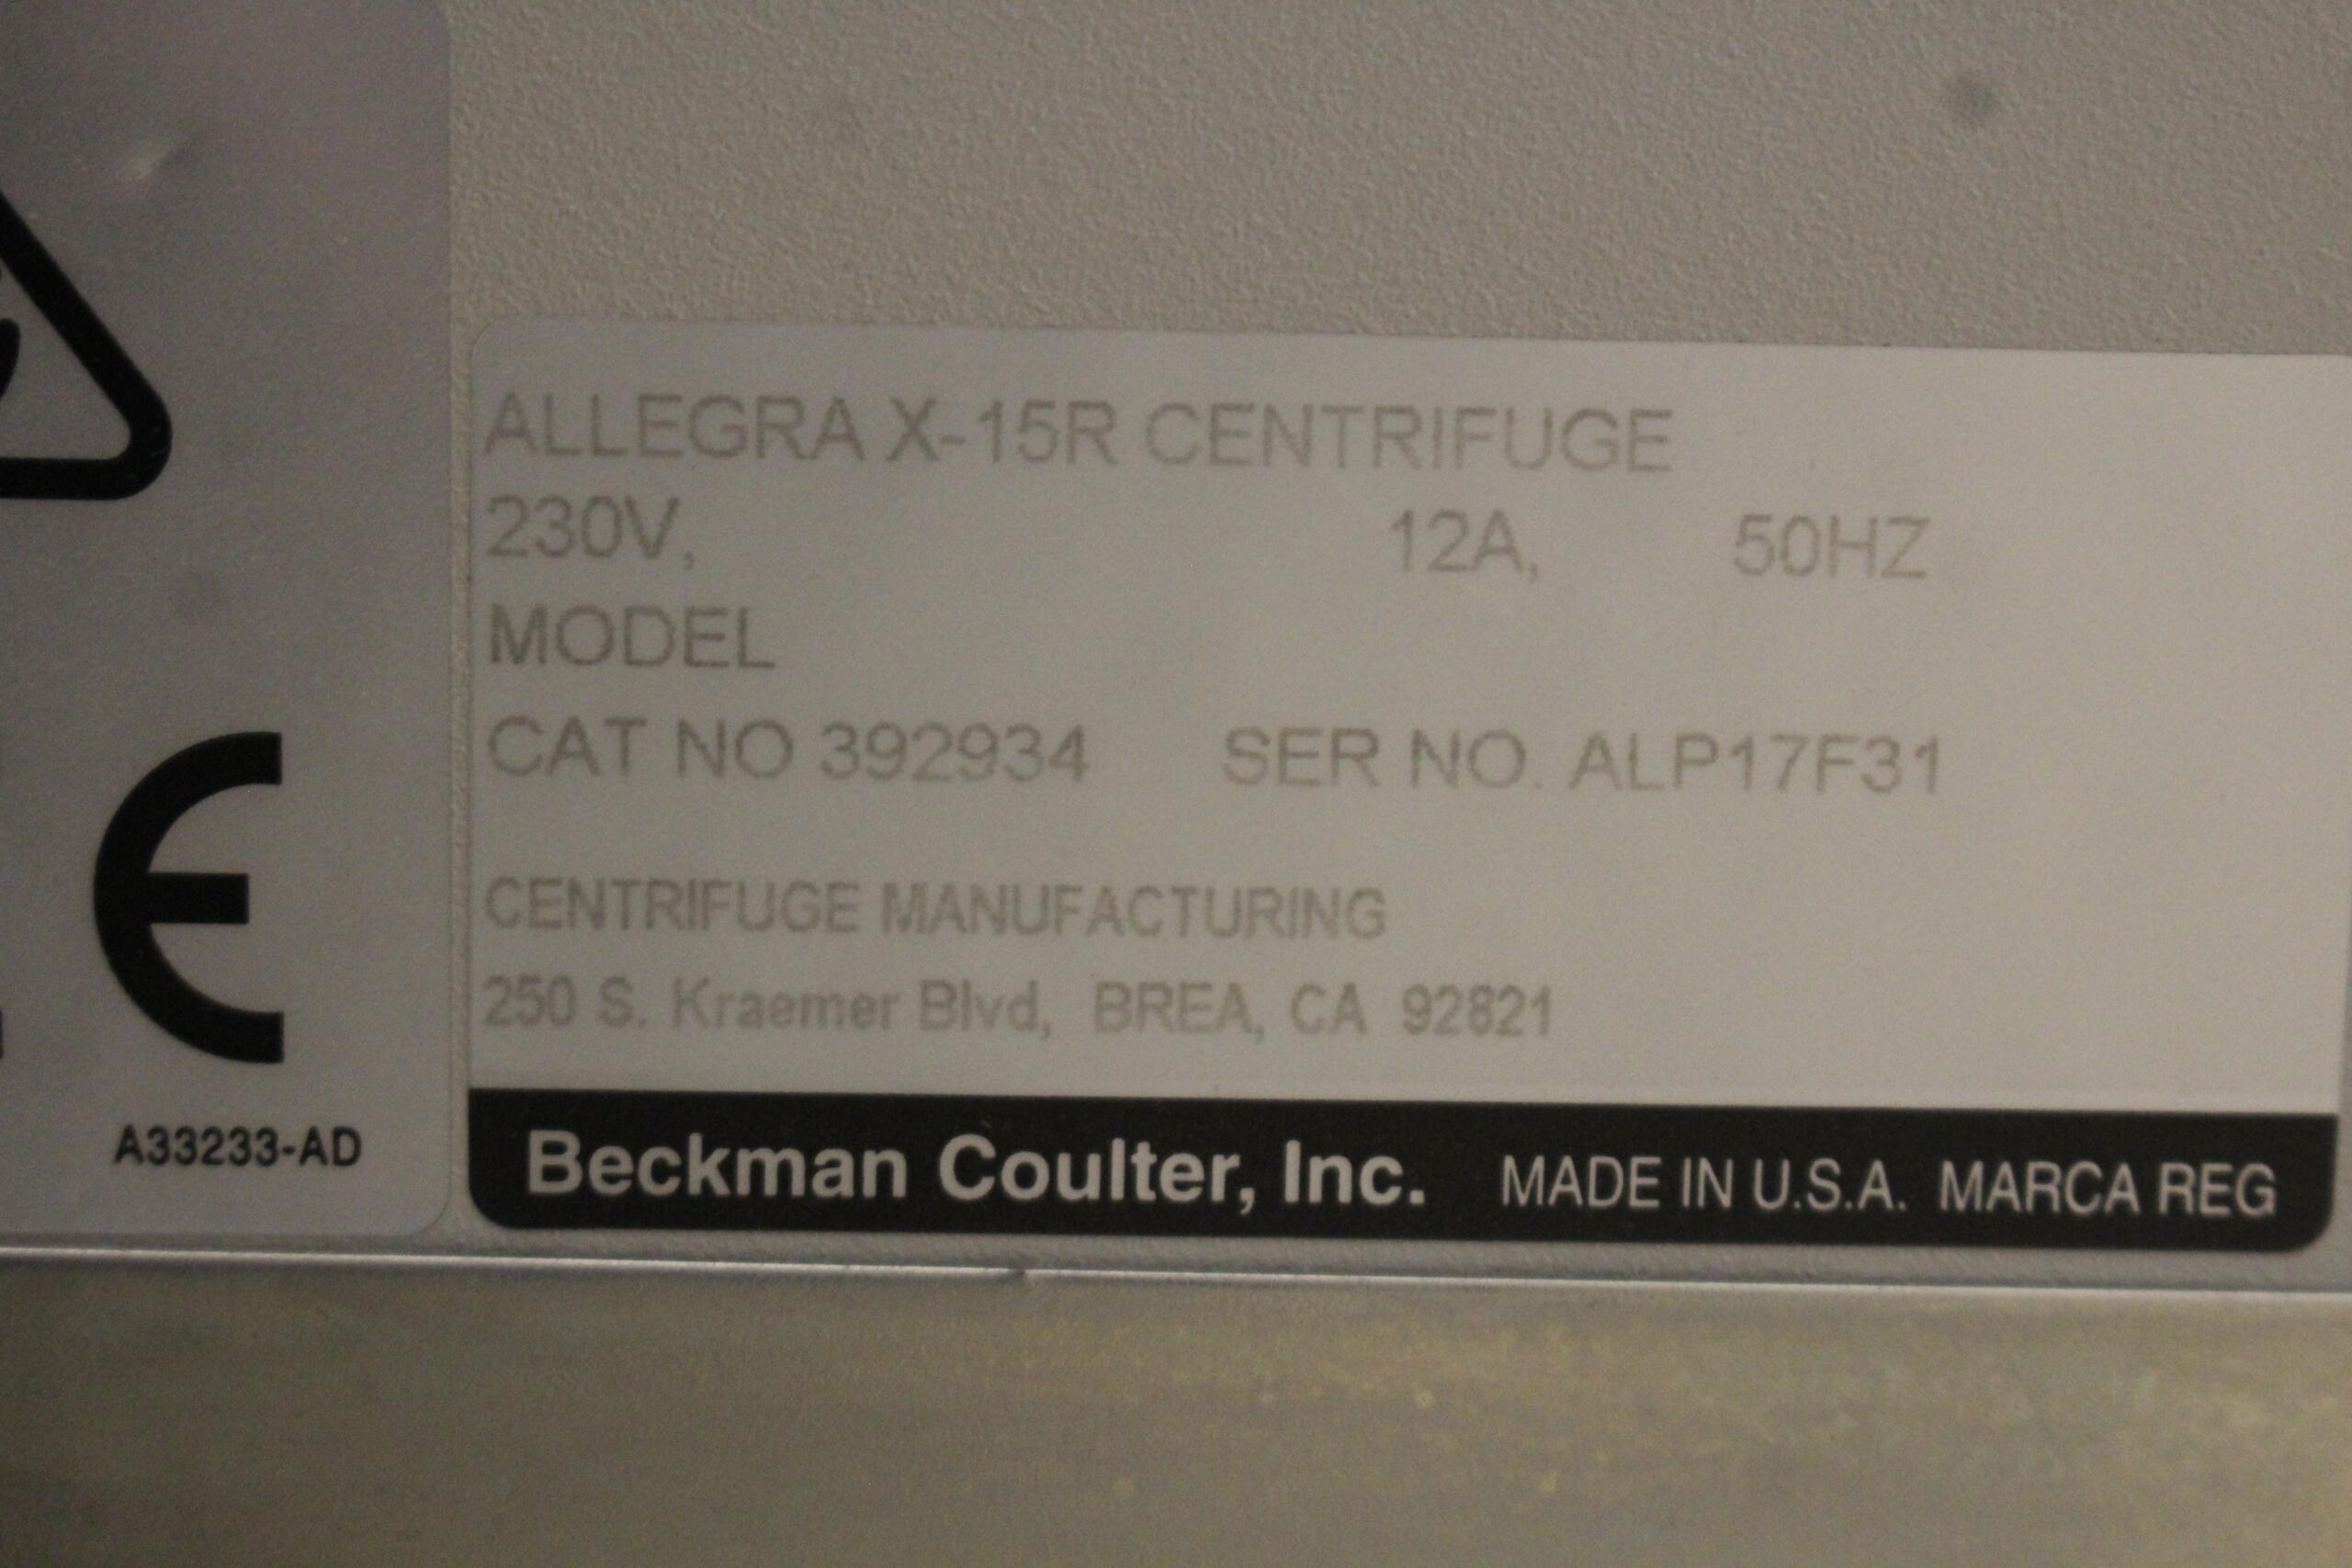 ALLEGRA X-15R CENTRIFUGE
230V, 12A, 50HZ
MODEL
CAT NO 392934 SER NO. ALP17F31
CENTRIFUGE MANUFACTURING
250 S. Kraemer Blvd, BREA, CA 92821
Beckman Coulter, Inc. MADE IN U.S.A. MARCA REG
CE
A33233-AD